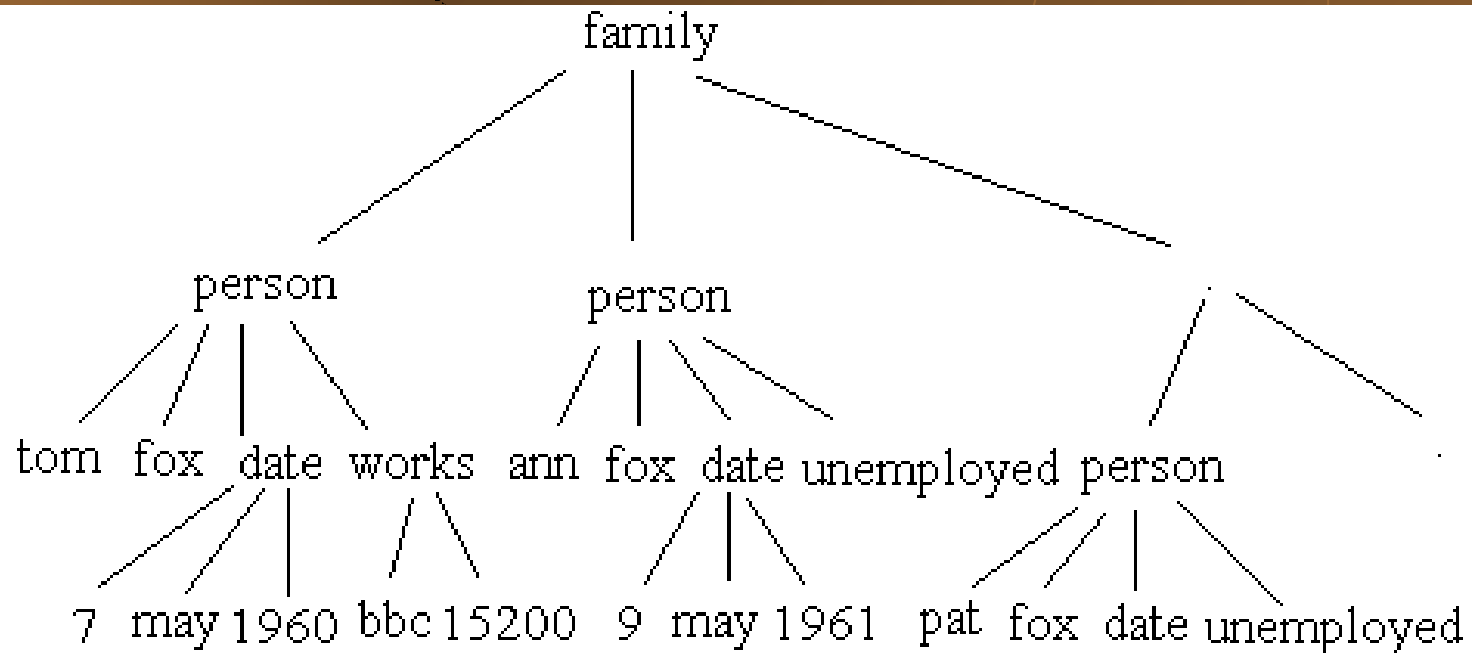 family
person person .
tom fox date works ann fox date unemployed person .
7 may 1960 bbc 15200 9 may 1961 pat fox date unemployed